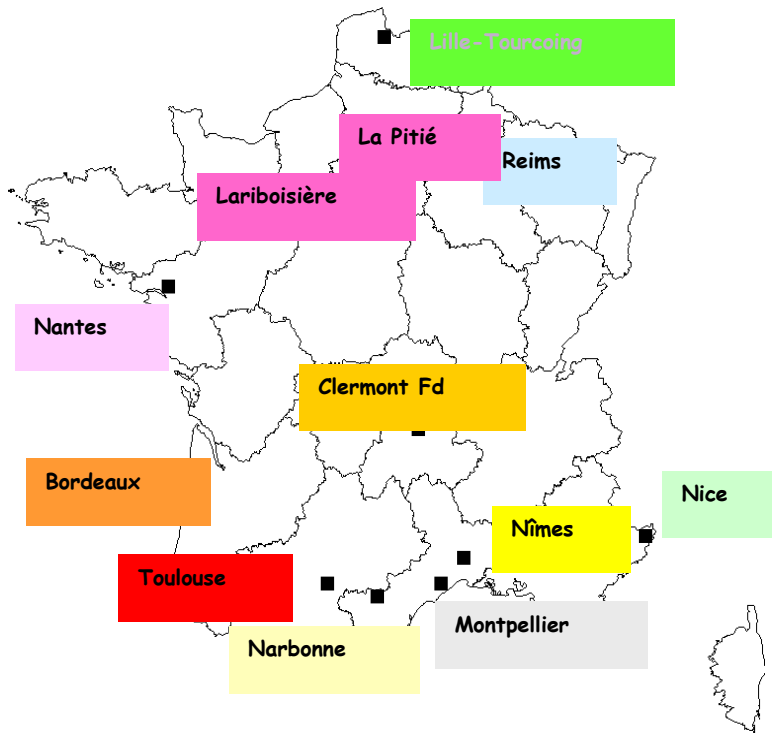 Lille-Tourcoing
La Pitié
Reims
Lariboisière
Nantes
Clermont Fd
Bordeaux
Nice
Nîmes
Toulouse
Montpellier
Narbonne